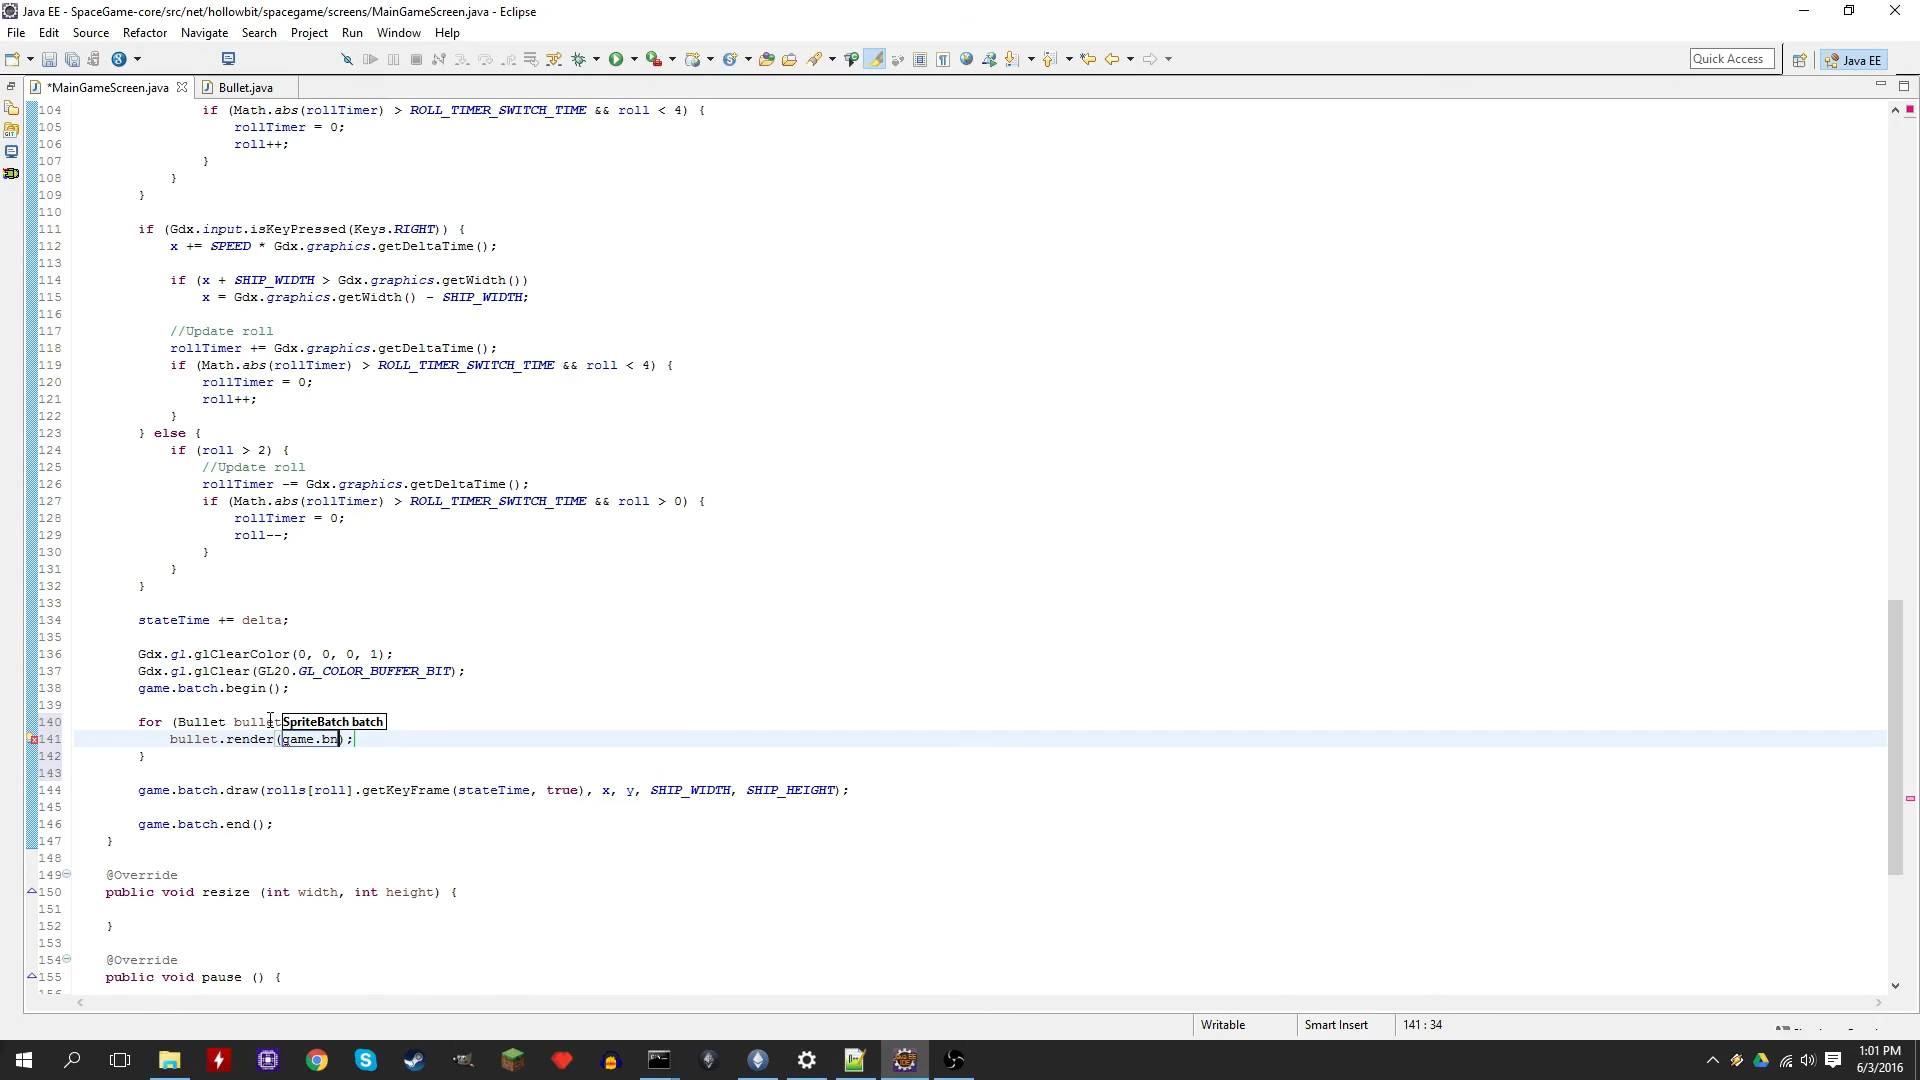 Java EE - SpaceGame-core/src/net/hollowbit/spacegame/screens/MainGameScreen.java - Eclipse
File Edit Source Refactor Navigate Search Project Run Window Help
Quick Access
Java EE
*MainGameScreen.java
Bullet.java
104 if (Math.abs(rollTimer) > ROLL_TIMER_SWITCH_TIME && roll < 4) {
105 rollTimer = 0;
106 roll++;
107 }
108 }
109 }
110
111 if (Gdx.input.isKeyPressed(Keys.RIGHT)) {
112 x += SPEED * Gdx.graphics.getDeltaTime();
113
114 if (x + SHIP_WIDTH > Gdx.graphics.getWidth())
115 x = Gdx.graphics.getWidth() - SHIP_WIDTH;
116
117 //Update roll
118 rollTimer += Gdx.graphics.getDeltaTime();
119 if (Math.abs(rollTimer) > ROLL_TIMER_SWITCH_TIME && roll < 4) {
120 rollTimer = 0;
121 roll++;
122 }
123 } else {
124 if (roll > 2) {
125 //Update roll
126 rollTimer -= Gdx.graphics.getDeltaTime();
127 if (Math.abs(rollTimer) > ROLL_TIMER_SWITCH_TIME && roll > 0) {
128 rollTimer = 0;
129 roll--;
130 }
131 }
132 }
133
134 stateTime += delta;
135
136 Gdx.gl.glClearColor(0, 0, 0, 1);
137 Gdx.gl.glClear(GL20.GL_COLOR_BUFFER_BIT);
138 game.batch.begin();
139
140 for (Bullet bullet SpriteBatch batch
141 bullet.render(game.bn);
142 }
143
144 game.batch.draw(rolls[roll].getKeyFrame(stateTime, true), x, y, SHIP_WIDTH, SHIP_HEIGHT);
145
146 game.batch.end();
147 }
148
149 @Override
150 public void resize (int width, int height) {
151
152 }
153
154 @Override
155 public void pause () {
Writable Smart Insert 141 : 34
1:01 PM
6/3/2016